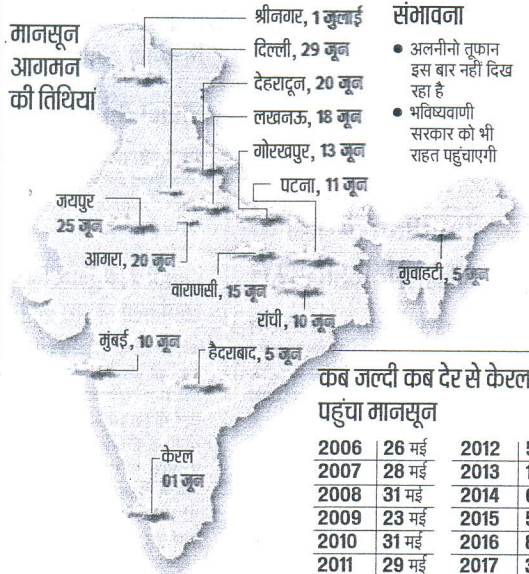 मानसून
आगमन
की तिथियां
श्रीनगर, 1 जुलाई
दिल्ली, 29 जून
देहरादून, 20 जून
लखनऊ, 18 जून
गोरखपुर, 13 जून
पटना, 11 जून
संभावना
• अलनीनो तूफान
इस बार नहीं दिख
रहा है
• भविष्यवाणी
सरकार को भी
राहत पहुंचाएगी
जयपुर
25 जून
आगरा, 20 जून
वाराणसी, 15 जून
रांची, 10 जून
गुवाहटी, 5 जून
मुंबई, 10 जून
हैदराबाद, 5 जून
केरल
01 जून
कब जल्दी कब देर से केरल
पहुंचा मानसून
2006 26 मई 2012
2007 28 मई 2013
2008 31 मई 2014
2009 23 मई 2015
2010 31 मई 2016
2011 29 मई 2017